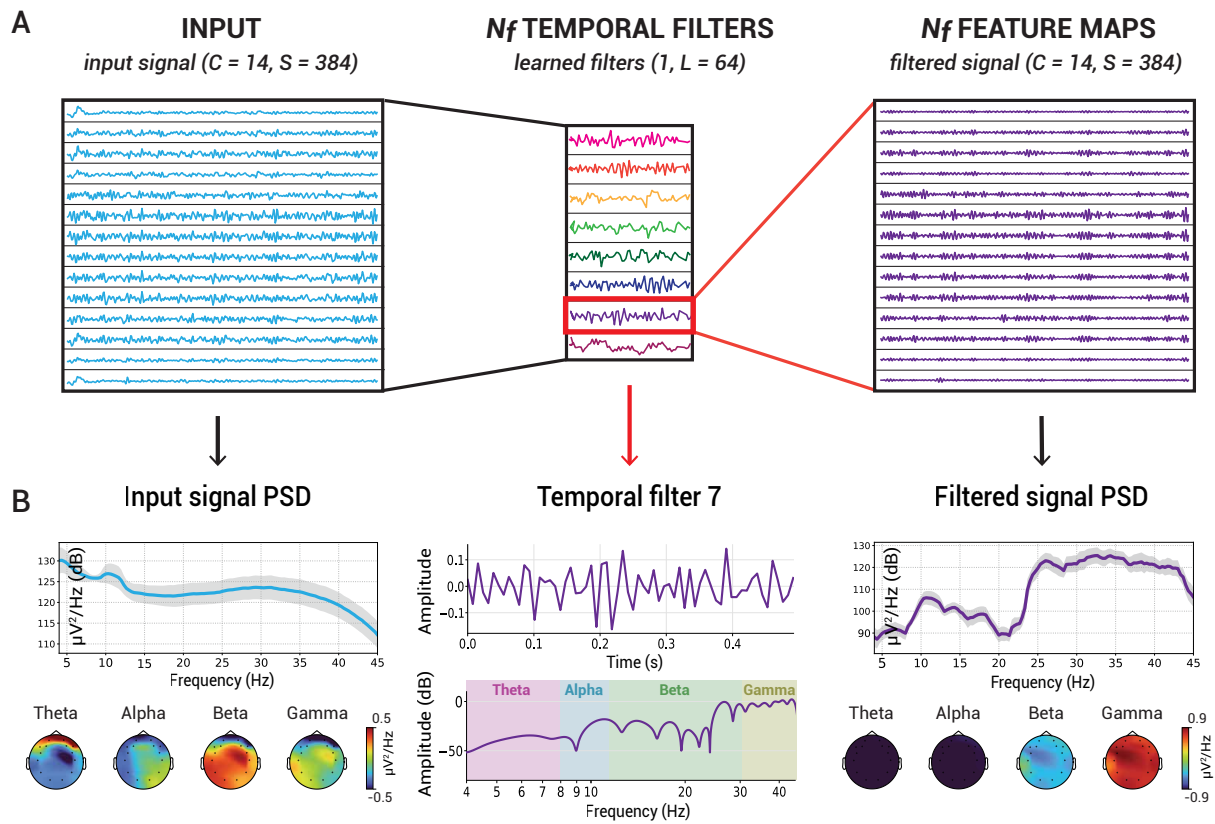 A
INPUT
input signal (C = 14, S = 384)
Nf TEMPORAL FILTERS
learned filters (1, L = 64)
Nf FEATURE MAPS
filtered signal (C = 14, S = 384)
B
Input signal PSD
µV²/Hz (dB)
130
125
120
115
110
5 10 15 20 25 30 35 40 45
Frequency (Hz)
Theta Alpha Beta Gamma
0.5
µV²/Hz
-0.5
Temporal filter 7
Amplitude
0.1
0.0
−0.1
0.0 0.1 0.2 0.3 0.4
Time (s)
Theta Alpha Beta Gamma
Amplitude (dB)
0
−50
4 5 6 7 8 9 10 20 30 40
Frequency (Hz)
Filtered signal PSD
µV²/Hz (dB)
130
120
110
100
90
5 10 15 20 25 30 35 40 45
Frequency (Hz)
Theta Alpha Beta Gamma
0.9
µV²/Hz
-0.9